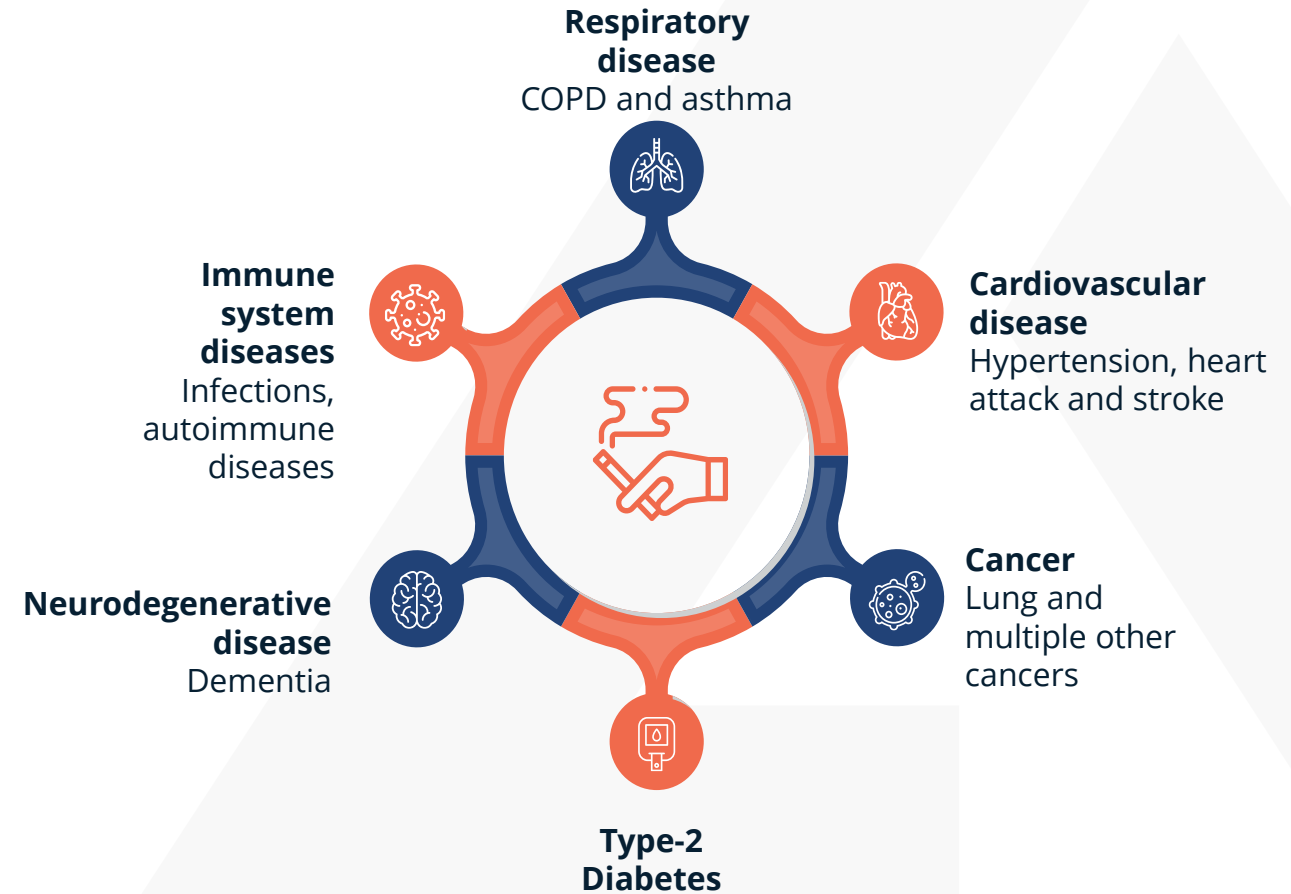 Respiratory
disease
COPD and asthma
Immune
system
diseases
Infections,
autoimmune
diseases
Cardiovascular
disease
Hypertension, heart
attack and stroke
Neurodegenerative
disease
Dementia
Cancer
Lung and
multiple other
cancers
Type-2
Diabetes